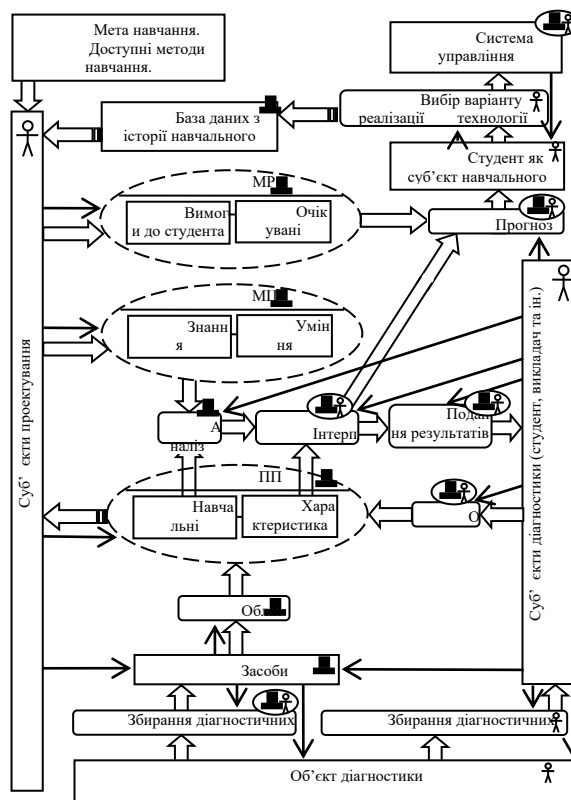 Мета навчання.
Доступні методи
навчання.
Система
управління
База даних з
історії навчального
Вибір варіанту
реалізації технології
Студент як
суб’єкт навчального
МР
Вимог
и до студента
Очік
увані
Прогноз
МЦ
Знанн
я
Умін
ня
А
наліз
Інтерп
Подан
ня результатів
ПП
Навча
льні
Хара
ктеристика
О
Обл
Засоби
Збирання діагностичних
Збирання діагностичних
Об’єкт діагностики
Суб’ єкти проектування
Суб’ єкти діагностики (студент, викладач та ін.)